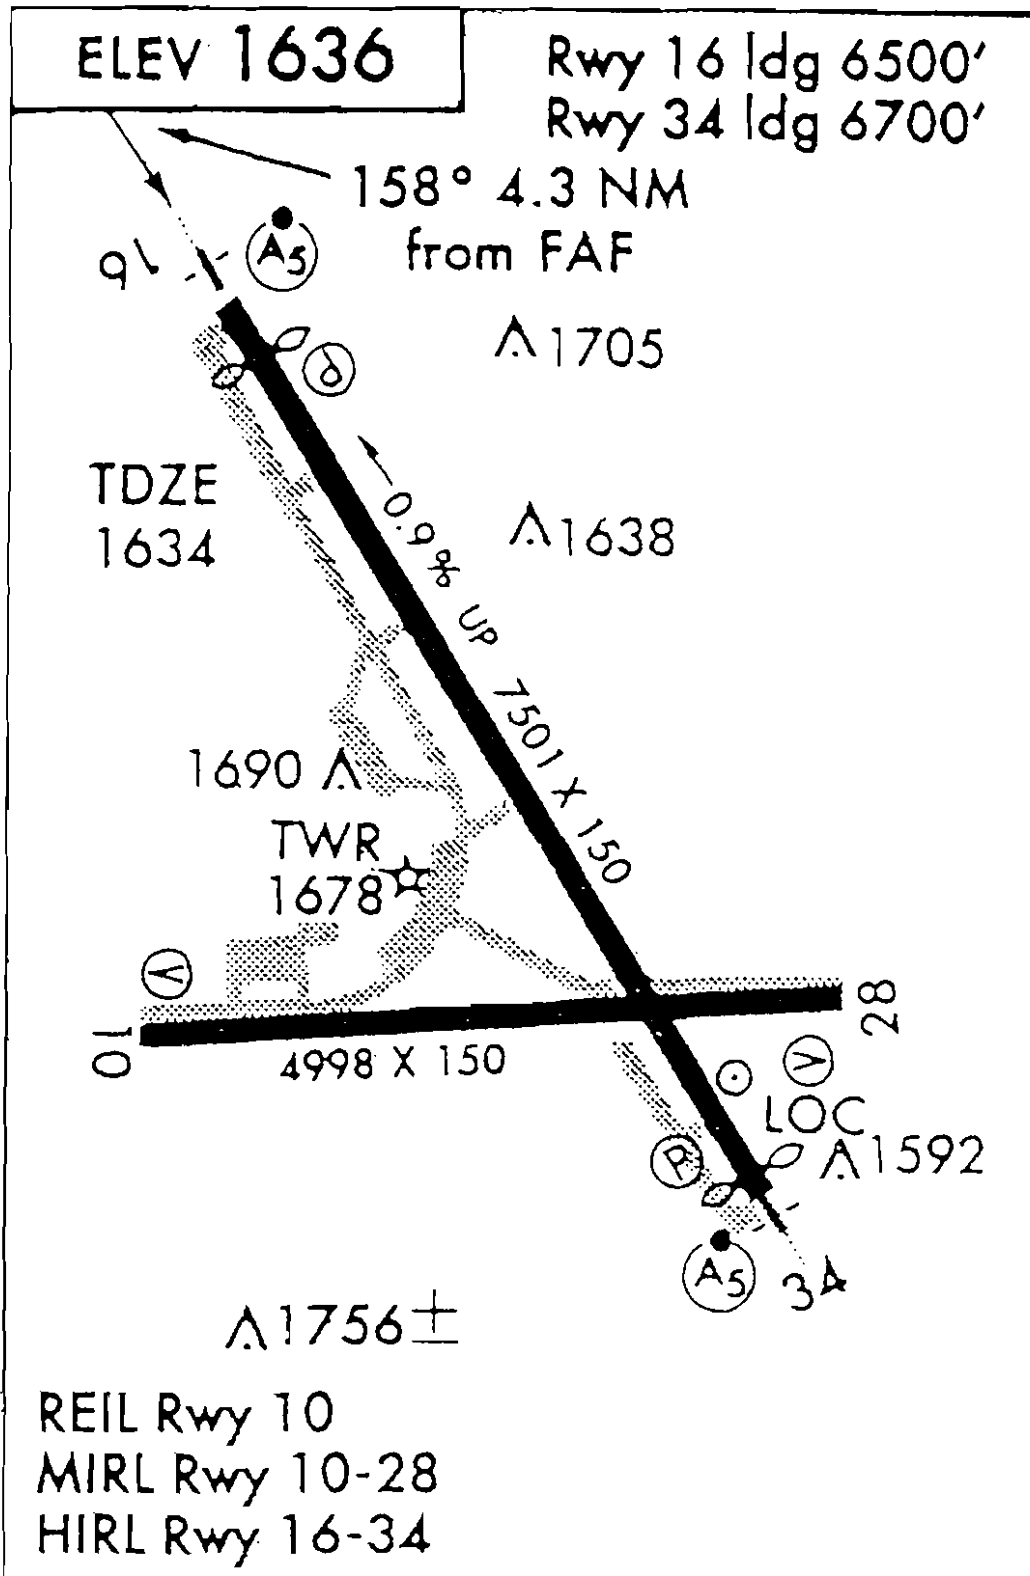 ELEV 1636
Rwy 16 ldg 6500'
Rwy 34 ldg 6700'
158° 4.3 NM
from FAF
16
A5
P
1705
TDZE
1634
0.9% UP
1638
7501 X 150
1690
TWR
1678
V
10
4998 X 150
28
V
LOC
1592
P
A5
34
1756±
REIL Rwy 10
MIRL Rwy 10-28
HIRL Rwy 16-34